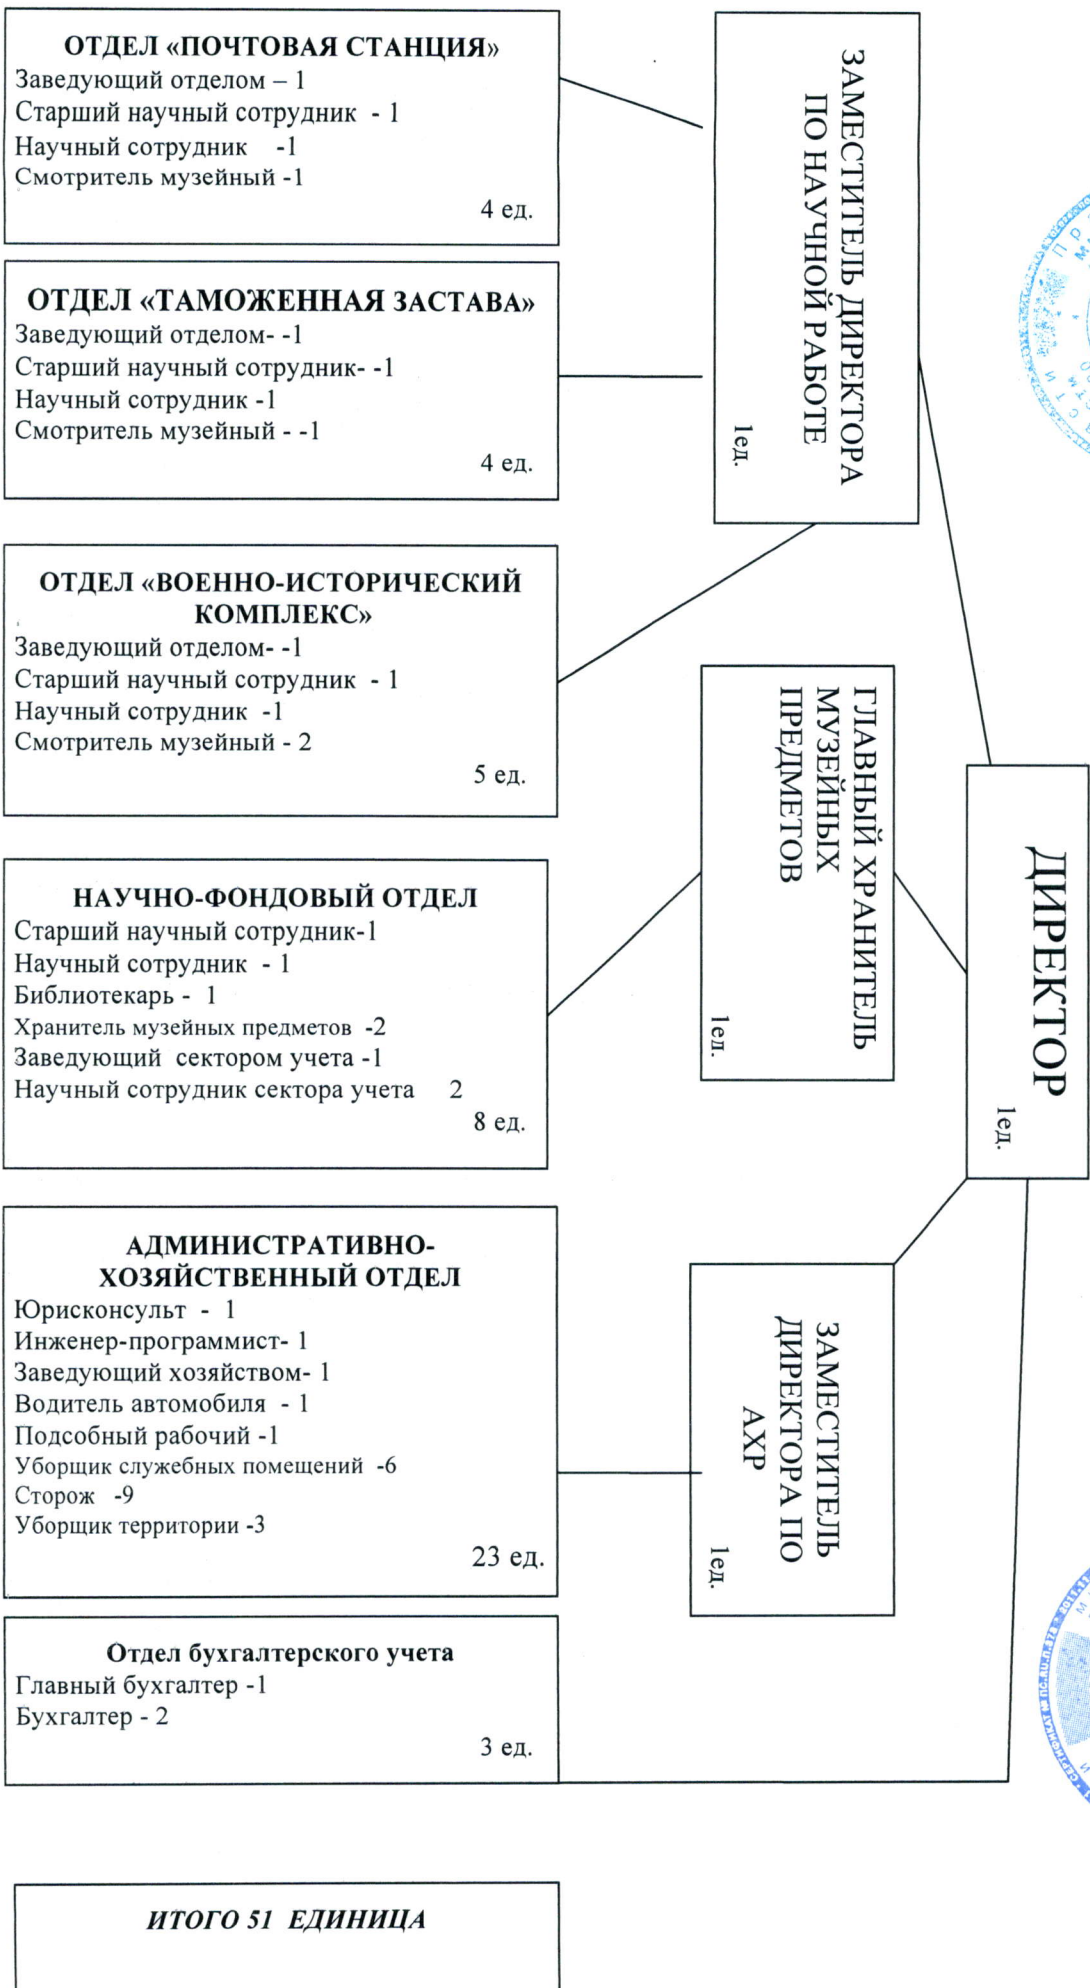 ОТДЕЛ «ПОЧТОВАЯ СТАНЦИЯ»
Заведующий отделом – 1
Старший научный сотрудник - 1
Научный сотрудник -1
Смотритель музейный -1
4 ед.
ОТДЕЛ «ТАМОЖЕННАЯ ЗАСТАВА»
Заведующий отделом- -1
Старший научный сотрудник- -1
Научный сотрудник -1
Смотритель музейный - -1
4 ед.
ОТДЕЛ «ВОЕННО-ИСТОРИЧЕСКИЙ
КОМПЛЕКС»
Заведующий отделом- -1
Старший научный сотрудник - 1
Научный сотрудник -1
Смотритель музейный - 2
5 ед.
НАУЧНО-ФОНДОВЫЙ ОТДЕЛ
Старший научный сотрудник-1
Научный сотрудник - 1
Библиотекарь - 1
Хранитель музейных предметов -2
Заведующий сектором учета -1
Научный сотрудник сектора учета 2
8 ед.
АДМИНИСТРАТИВНО-
ХОЗЯЙСТВЕННЫЙ ОТДЕЛ
Юрисконсульт - 1
Инженер-программист- 1
Заведующий хозяйством- 1
Водитель автомобиля - 1
Подсобный рабочий -1
Уборщик служебных помещений -6
Сторож -9
Уборщик территории -3
23 ед.
Отдел бухгалтерского учета
Главный бухгалтер -1
Бухгалтер - 2
3 ед.
ИТОГО 51 ЕДИНИЦА
ЗАМЕСТИТЕЛЬ ДИРЕКТОРА
ПО НАУЧНОЙ РАБОТЕ
1ед.
ГЛАВНЫЙ ХРАНИТЕЛЬ
МУЗЕЙНЫХ
ПРЕДМЕТОВ
1ед.
ЗАМЕСТИТЕЛЬ
ДИРЕКТОРА ПО
АХР
1ед.
ДИРЕКТОР
1ед.